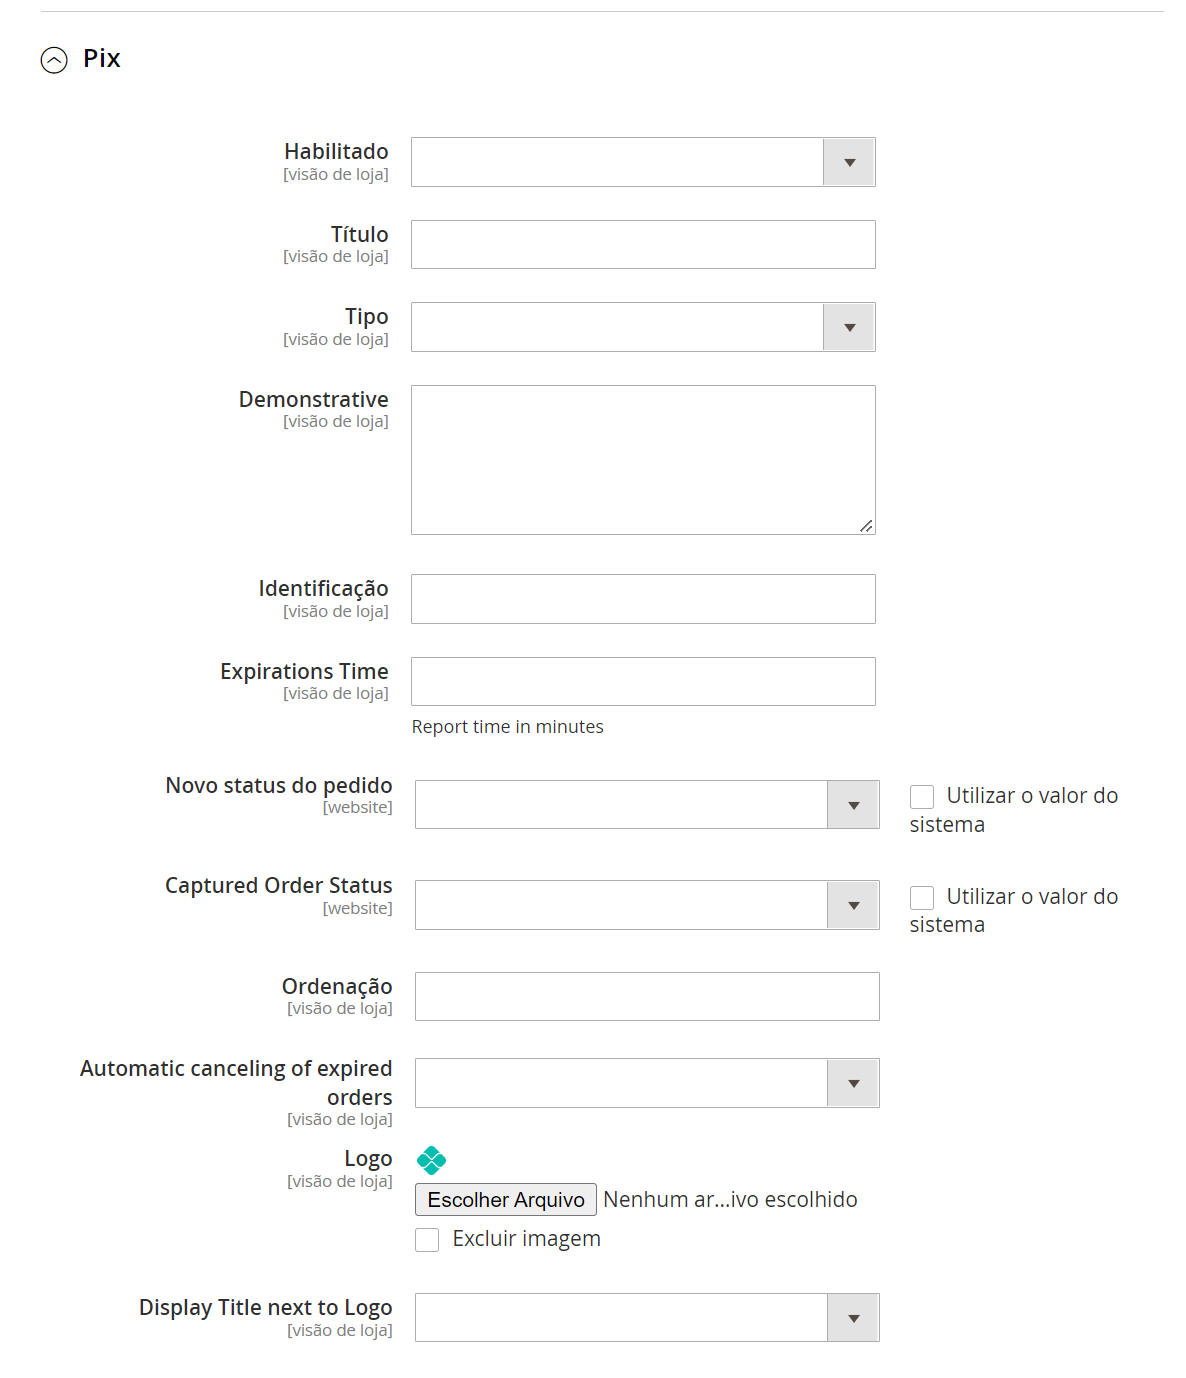 Pix
Habilitado
[visão de loja]
Título
[visão de loja]
Tipo
[visão de loja]
Demonstrative
[visão de loja]
Identificação
[visão de loja]
Expirations Time
[visão de loja]
Report time in minutes
Novo status do pedido
[website]
Utilizar o valor do
sistema
Captured Order Status
[website]
Utilizar o valor do
sistema
Ordenação
[visão de loja]
Automatic canceling of expired
orders
[visão de loja]
Logo
[visão de loja]
Escolher Arquivo Nenhum ar...ivo escolhido
Excluir imagem
Display Title next to Logo
[visão de loja]